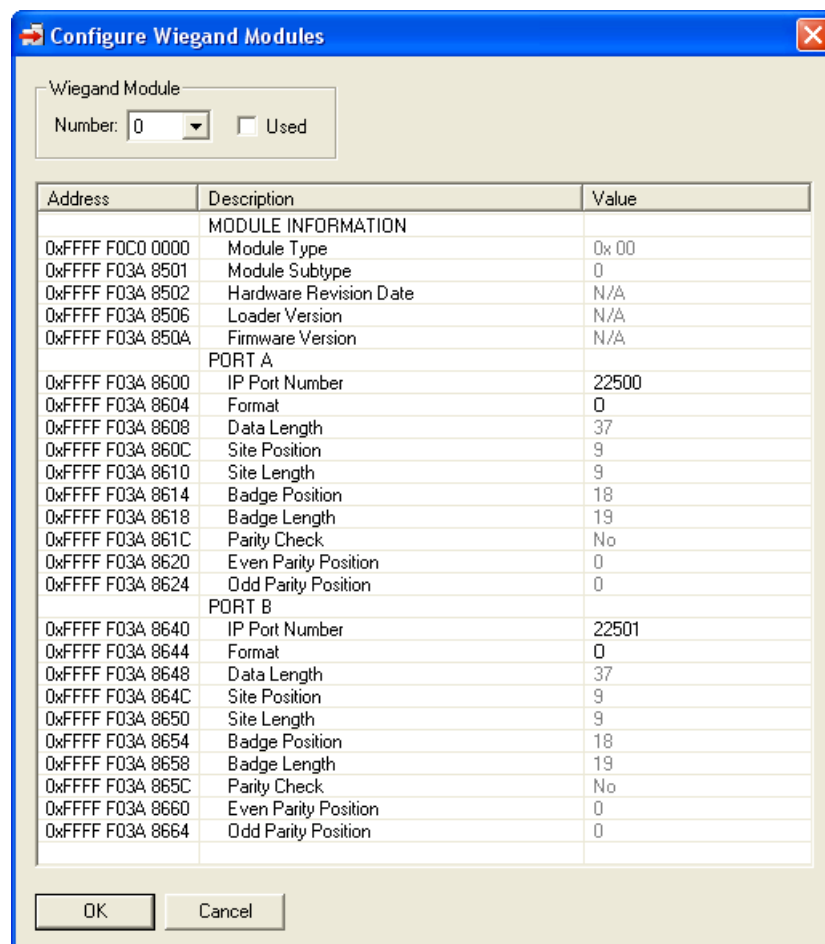 Configure Wiegand Modules
Wiegand Module
Number: 0 Used
Address Description Value
MODULE INFORMATION
0xFFFF F0C0 0000 Module Type 0x 00
0xFFFF F03A 8501 Module Subtype 0
0xFFFF F03A 8502 Hardware Revision Date N/A
0xFFFF F03A 8506 Loader Version N/A
0xFFFF F03A 850A Firmware Version N/A
PORT A
0xFFFF F03A 8600 IP Port Number 22500
0xFFFF F03A 8604 Format 0
0xFFFF F03A 8608 Data Length 37
0xFFFF F03A 860C Site Position 9
0xFFFF F03A 8610 Site Length 9
0xFFFF F03A 8614 Badge Position 18
0xFFFF F03A 8618 Badge Length 19
0xFFFF F03A 861C Parity Check No
0xFFFF F03A 8620 Even Parity Position 0
0xFFFF F03A 8624 Odd Parity Position 0
PORT B
0xFFFF F03A 8640 IP Port Number 22501
0xFFFF F03A 8644 Format 0
0xFFFF F03A 8648 Data Length 37
0xFFFF F03A 864C Site Position 9
0xFFFF F03A 8650 Site Length 9
0xFFFF F03A 8654 Badge Position 18
0xFFFF F03A 8658 Badge Length 19
0xFFFF F03A 865C Parity Check No
0xFFFF F03A 8660 Even Parity Position 0
0xFFFF F03A 8664 Odd Parity Position 0
OK Cancel